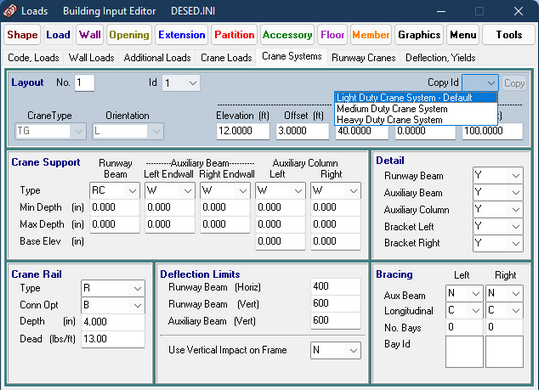 Loads Building Input Editor DESED.INI
Shape Load Wall Opening Extension Partition Accessory Floor Member Graphics Menu Tools
Code, Loads Wall Loads Additional Loads Crane Loads Crane Systems Runway Cranes Deflection, Yields
Layout No. 1 Id 1 Copy Id Copy
Light Duty Crane System - Default
Medium Duty Crane System
Heavy Duty Crane System
CraneType Orientation Elevation (ft) Offset (ft)
TG L 12.0000 3.0000 40.0000 0.0000 100.0000
Crane Support Runway Beam ---------Auxiliary Beam---------- Left Endwall Right Endwall Auxiliary Column Left Right
Type RC W W W W
Min Depth (in) 0.000 0.000 0.000 0.000 0.000
Max Depth (in) 0.000 0.000 0.000 0.000 0.000
Base Elev (in) 0.000 0.000
Detail
Runway Beam Y
Auxiliary Beam Y
Auxiliary Column Y
Bracket Left Y
Bracket Right Y
Crane Rail
Type R
Conn Opt B
Depth (in) 4.000
Dead (lbs/ft) 13.00
Deflection Limits
Runway Beam (Horiz) 400
Runway Beam (Vert) 600
Auxiliary Beam (Vert) 600
Use Vertical Impact on Frame N
Bracing Left Right
Aux Beam N N
Longitudinal C C
No. Bays 0 0
Bay Id